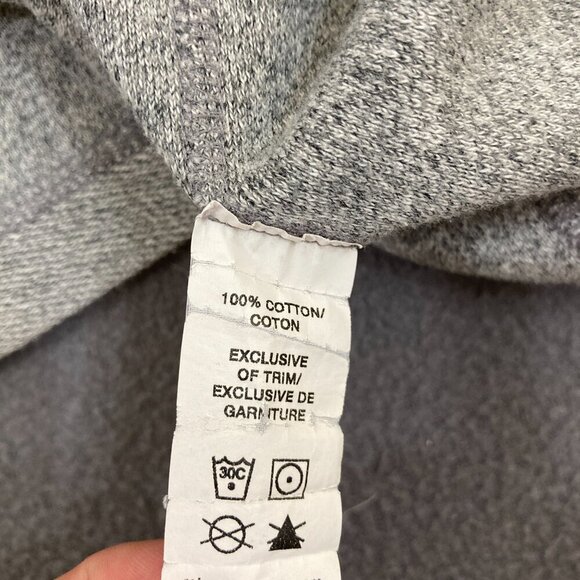 100% COTTON/
COTON
EXCLUSIVE
OF TRIM/
EXCLUSIVE DE
GARNITURE
30C